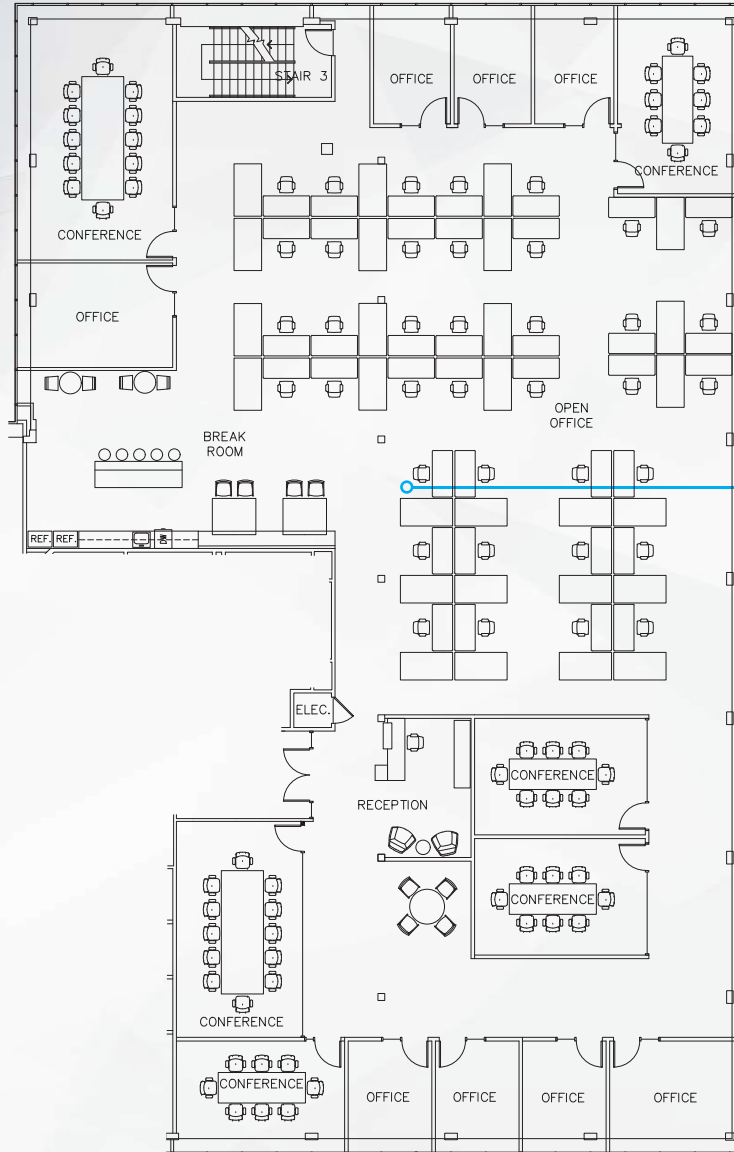 STAIR 3
OFFICE
OFFICE
OFFICE
CONFERENCE
CONFERENCE
OFFICE
OPEN
OFFICE
BREAK
ROOM
REF.
REF.
DW
ELEC.
CONFERENCE
RECEPTION
CONFERENCE
CONFERENCE
CONFERENCE
OFFICE
OFFICE
OFFICE
OFFICE